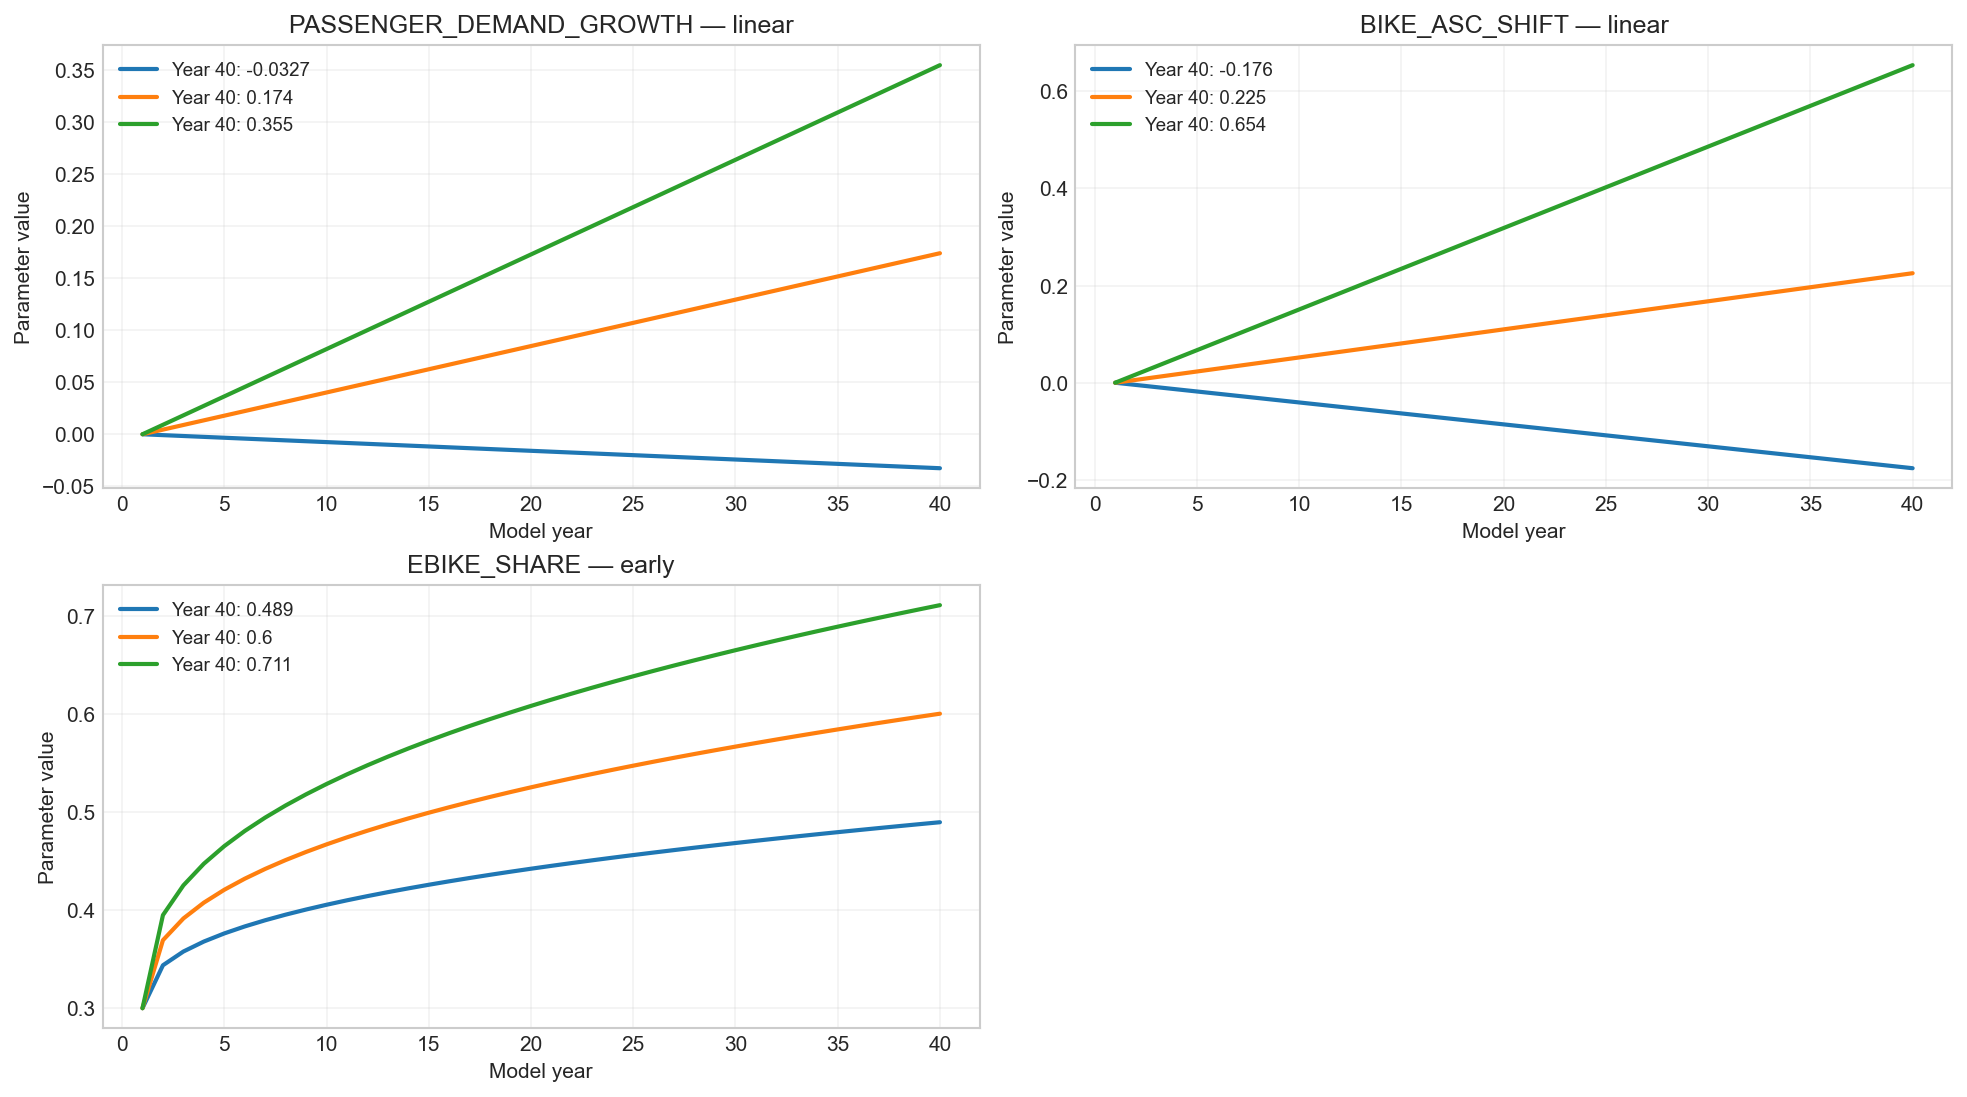 PASSENGER_DEMAND_GROWTH — linear
Year 40: -0.0327
Year 40: 0.174
Year 40: 0.355
0.35
0.30
0.25
0.20
0.15
0.10
0.05
0.00
−0.05
Parameter value
0 5 10 15 20 25 30 35 40
Model year
BIKE_ASC_SHIFT — linear
Year 40: -0.176
Year 40: 0.225
Year 40: 0.654
0.6
0.4
0.2
0.0
−0.2
Parameter value
0 5 10 15 20 25 30 35 40
Model year
EBIKE_SHARE — early
Year 40: 0.489
Year 40: 0.6
Year 40: 0.711
0.7
0.6
0.5
0.4
0.3
Parameter value
0 5 10 15 20 25 30 35 40
Model year